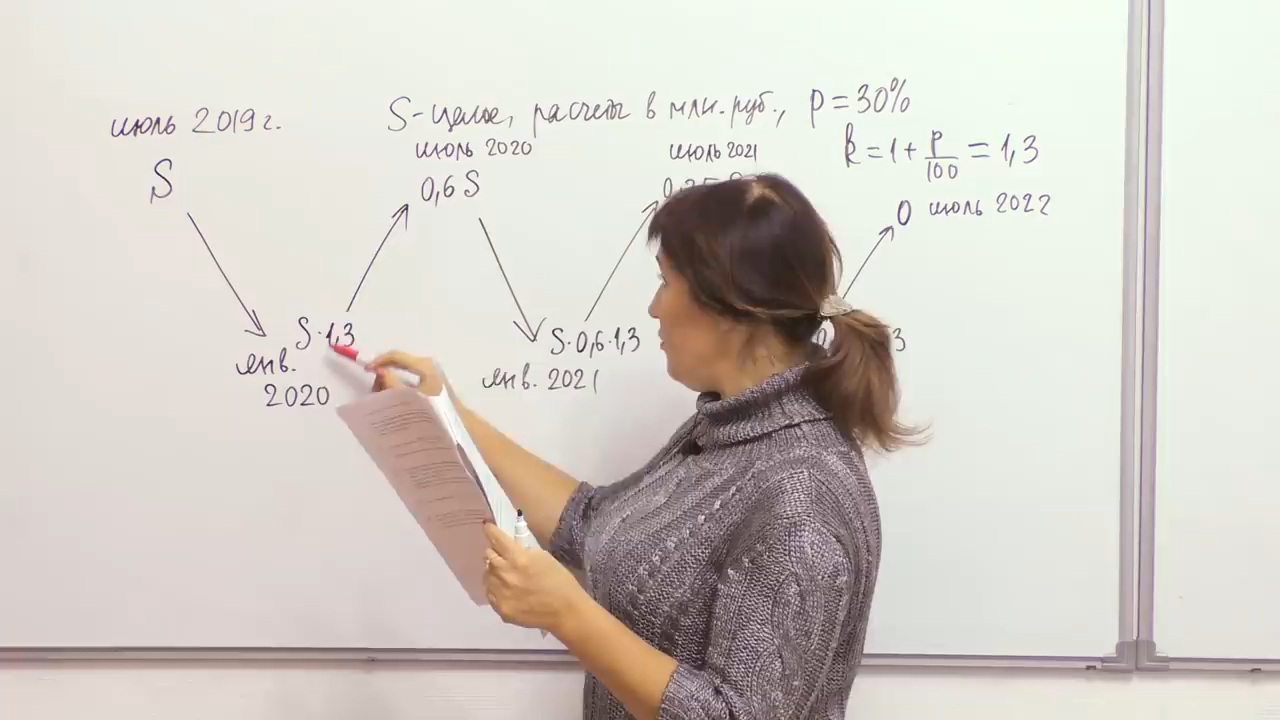 июль 2019 г.
S
S - целое, расчеты в млн. руб., p = 30%
k = 1 + p/100 = 1,3
июль 2020
0,6 S
июль 2021
0 июль 2022
S · 1,3
янв.
2020
S · 0,6 · 1,3
янв. 2021
3